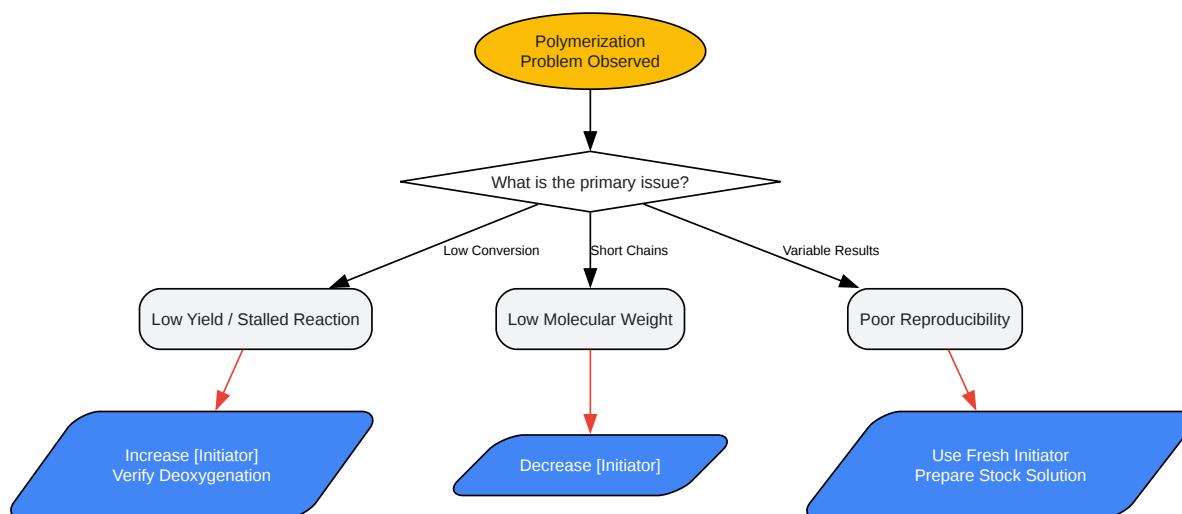 Polymerization
Problem Observed
What is the primary issue?
Low Conversion
Short Chains
Variable Results
Low Yield / Stalled Reaction
Low Molecular Weight
Poor Reproducibility
Increase [Initiator]
Verify Deoxygenation
Decrease [Initiator]
Use Fresh Initiator
Prepare Stock Solution